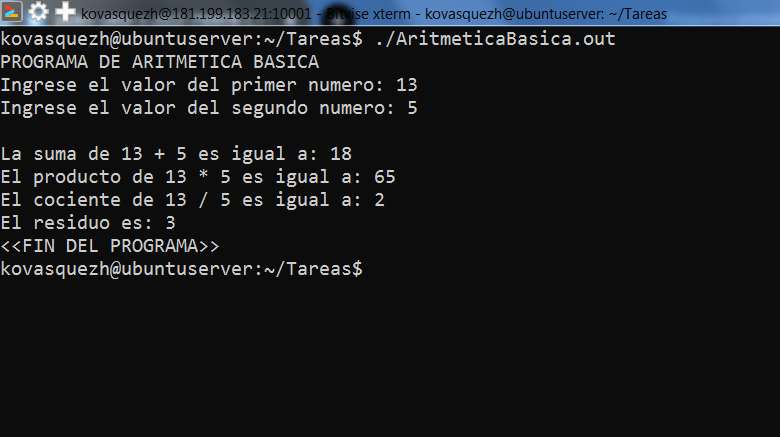 kovasquezh@181.199.183.21:10001 - Bitvise xterm - kovasquezh@ubuntuserver: ~/Tareas
kovasquezh@ubuntuserver:~/Tareas$ ./AritmeticaBasica.out
PROGRAMA DE ARITMETICA BASICA
Ingrese el valor del primer numero: 13
Ingrese el valor del segundo numero: 5
La suma de 13 + 5 es igual a: 18
El producto de 13 * 5 es igual a: 65
El cociente de 13 / 5 es igual a: 2
El residuo es: 3
<<FIN DEL PROGRAMA>>
kovasquezh@ubuntuserver:~/Tareas$